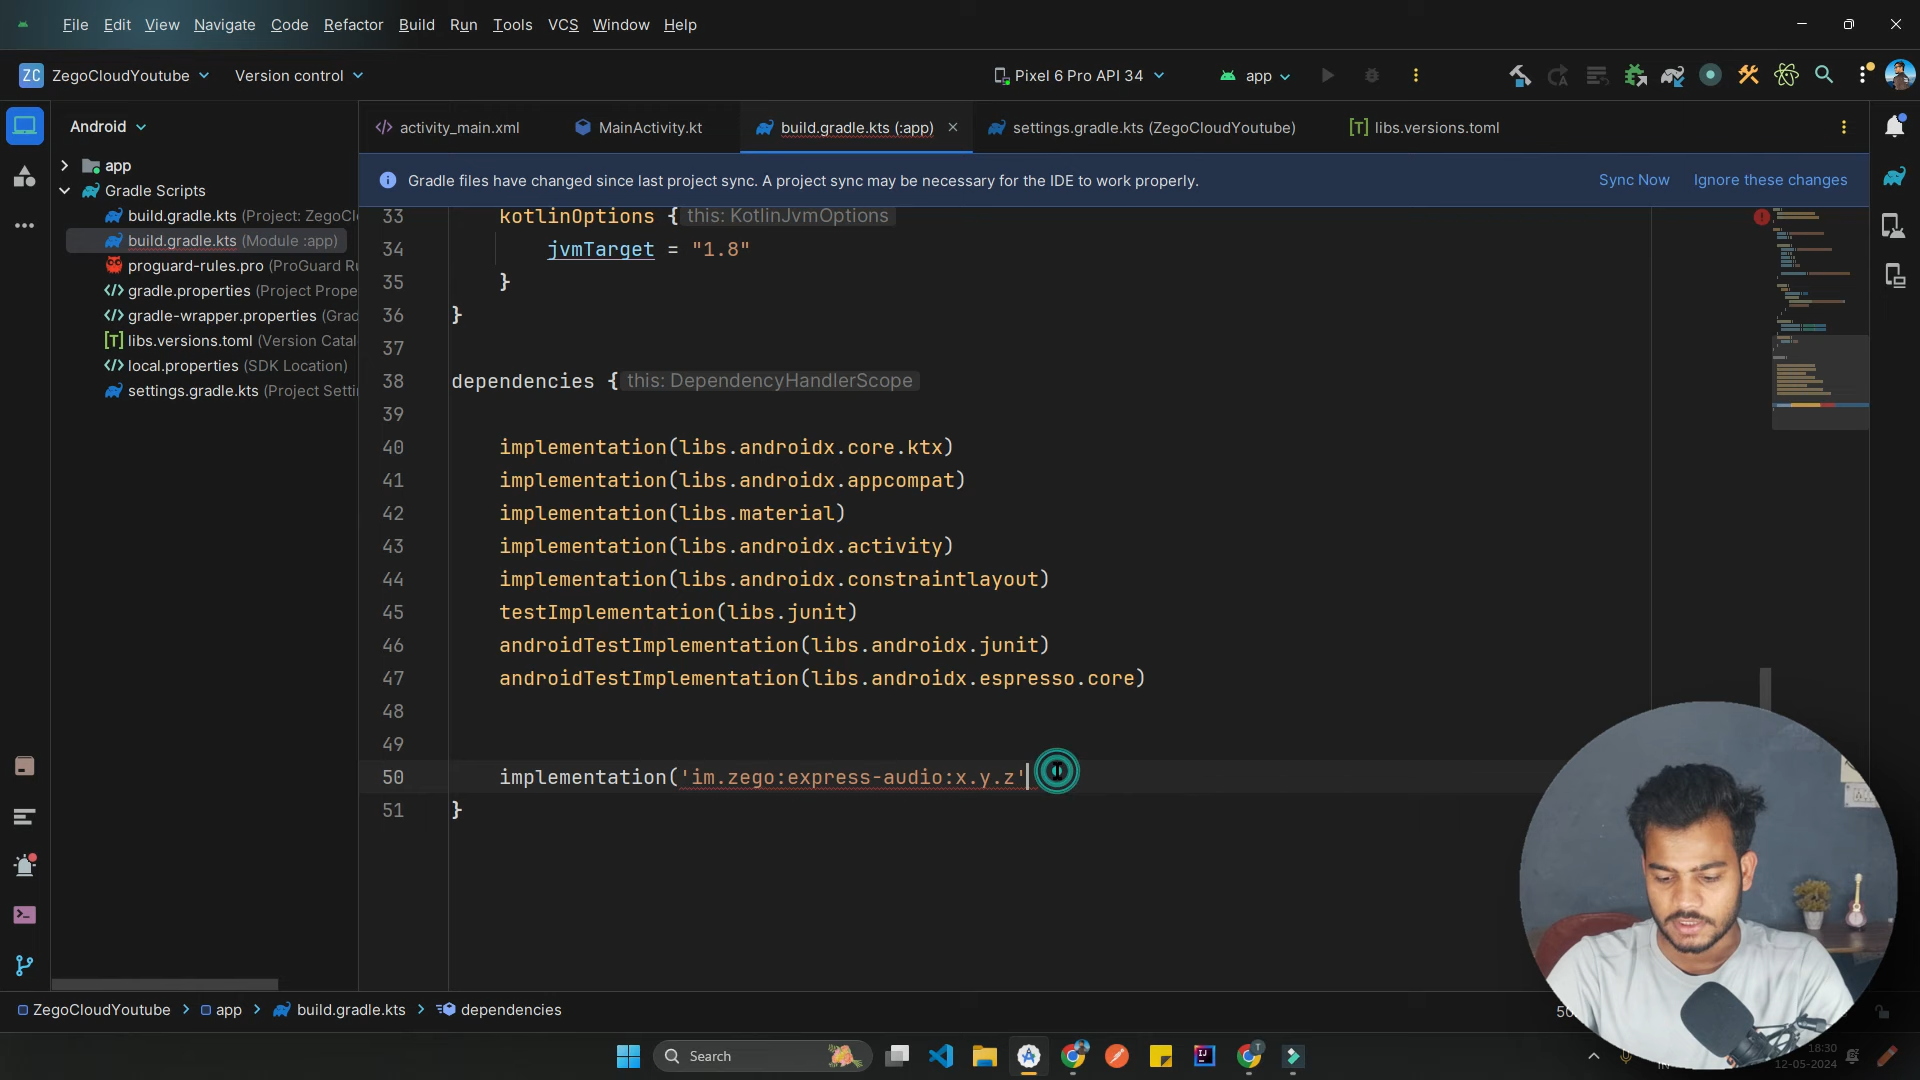 File Edit View Navigate Code Refactor Build Run Tools VCS Window Help
ZC ZegoCloudYoutube Version control Pixel 6 Pro API 34 app
Android
activity_main.xml MainActivity.kt build.gradle.kts (:app) settings.gradle.kts (ZegoCloudYoutube) libs.versions.toml
Gradle files have changed since last project sync. A project sync may be necessary for the IDE to work properly. Sync Now Ignore these changes
app
Gradle Scripts
build.gradle.kts (Project: ZegoClo
build.gradle.kts (Module :app)
proguard-rules.pro (ProGuard Ru
gradle.properties (Project Prope
gradle-wrapper.properties (Grad
libs.versions.toml (Version Catal
local.properties (SDK Location)
settings.gradle.kts (Project Setti
33 kotlinOptions { this: KotlinJvmOptions
34 jvmTarget = "1.8"
35 }
36 }
37
38 dependencies { this: DependencyHandlerScope
39
40 implementation(libs.androidx.core.ktx)
41 implementation(libs.androidx.appcompat)
42 implementation(libs.material)
43 implementation(libs.androidx.activity)
44 implementation(libs.androidx.constraintlayout)
45 testImplementation(libs.junit)
46 androidTestImplementation(libs.androidx.junit)
47 androidTestImplementation(libs.androidx.espresso.core)
48
49
50 implementation('im.zego:express-audio:x.y.z'
51 }
ZegoCloudYoutube app build.gradle.kts dependencies
Search
18:30
IN 12-05-2024